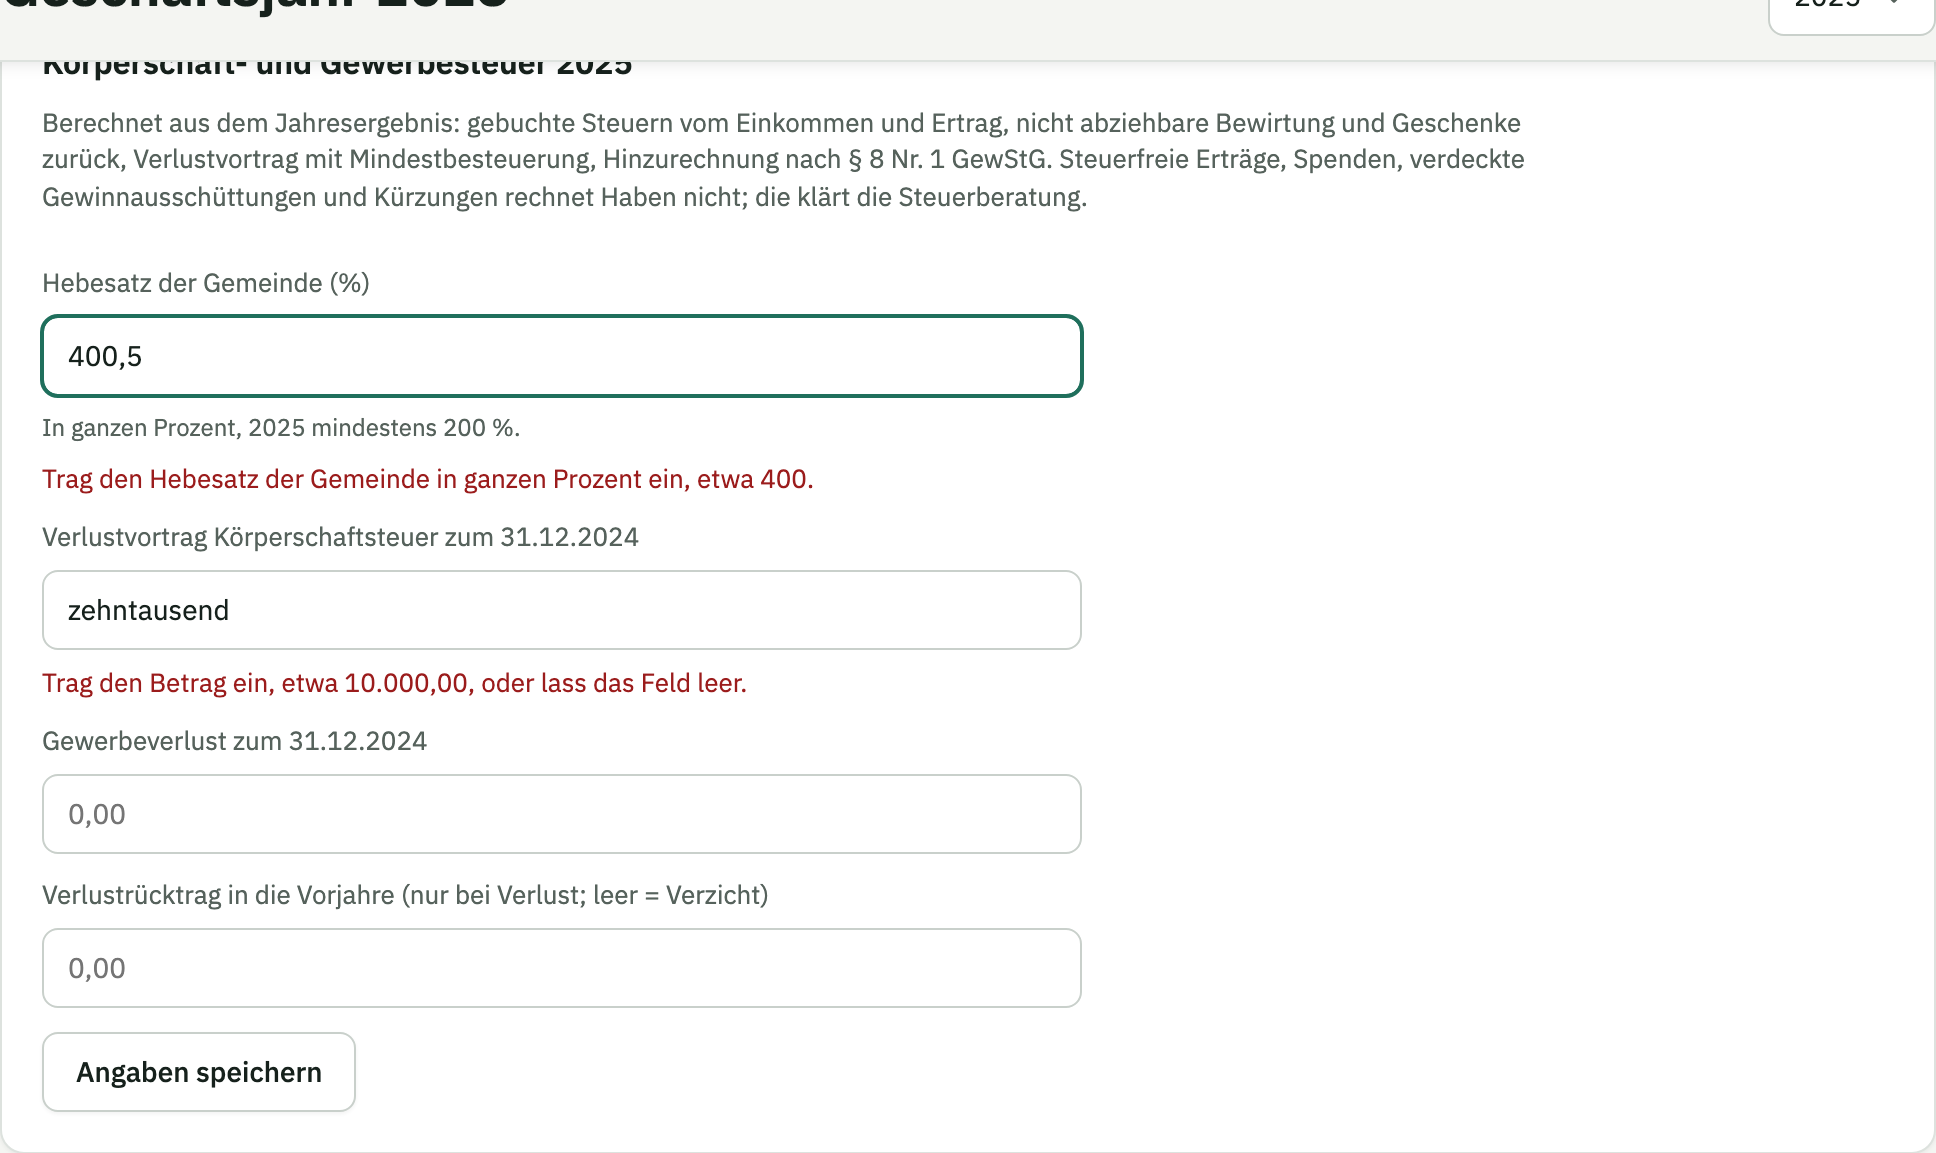 Geschäftsjahr 2025
2025
Körperschaft- und Gewerbesteuer 2025
Berechnet aus dem Jahresergebnis: gebuchte Steuern vom Einkommen und Ertrag, nicht abziehbare Bewirtung und Geschenke
zurück, Verlustvortrag mit Mindestbesteuerung, Hinzurechnung nach § 8 Nr. 1 GewStG. Steuerfreie Erträge, Spenden, verdeckte
Gewinnausschüttungen und Kürzungen rechnet Haben nicht; die klärt die Steuerberatung.
Hebesatz der Gemeinde (%)
400,5
In ganzen Prozent, 2025 mindestens 200 %.
Trag den Hebesatz der Gemeinde in ganzen Prozent ein, etwa 400.
Verlustvortrag Körperschaftsteuer zum 31.12.2024
zehntausend
Trag den Betrag ein, etwa 10.000,00, oder lass das Feld leer.
Gewerbeverlust zum 31.12.2024
0,00
Verlustrücktrag in die Vorjahre (nur bei Verlust; leer = Verzicht)
0,00
Angaben speichern